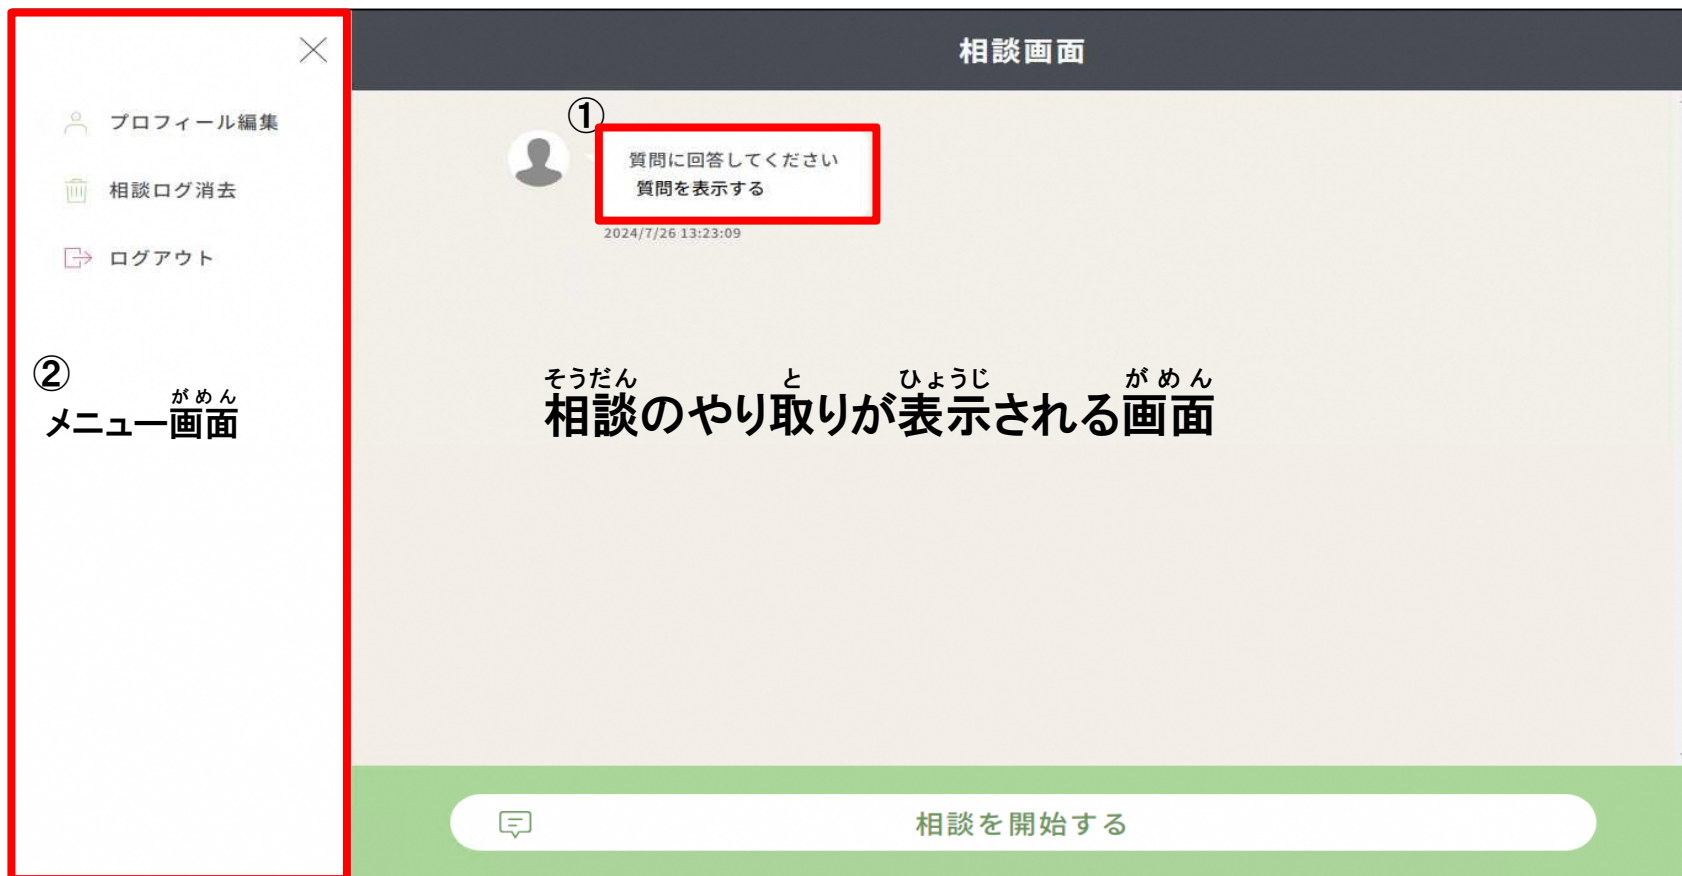 プロフィール編集
相談ログ消去
ログアウト
②
がめん
メニュー画面
相談画面
①
質問に回答してください
質問を表示する
2024/7/26 13:23:09
そうだん と ひょうじ がめん
相談のやり取りが表示される画面
相談を開始する